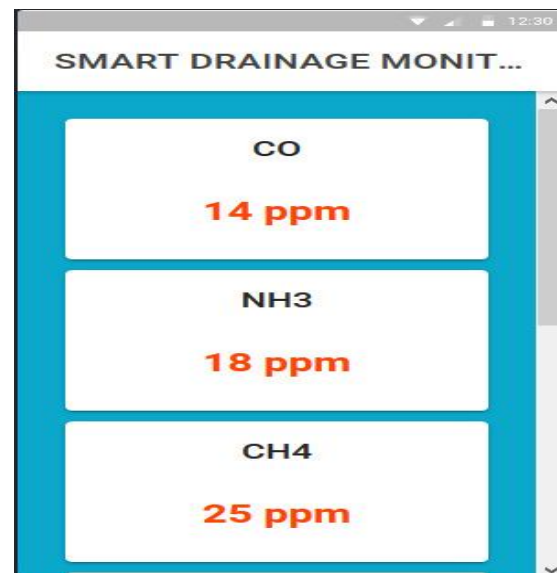 12:30
SMART DRAINAGE MONIT...
CO
14 ppm
NH3
18 ppm
CH4
25 ppm